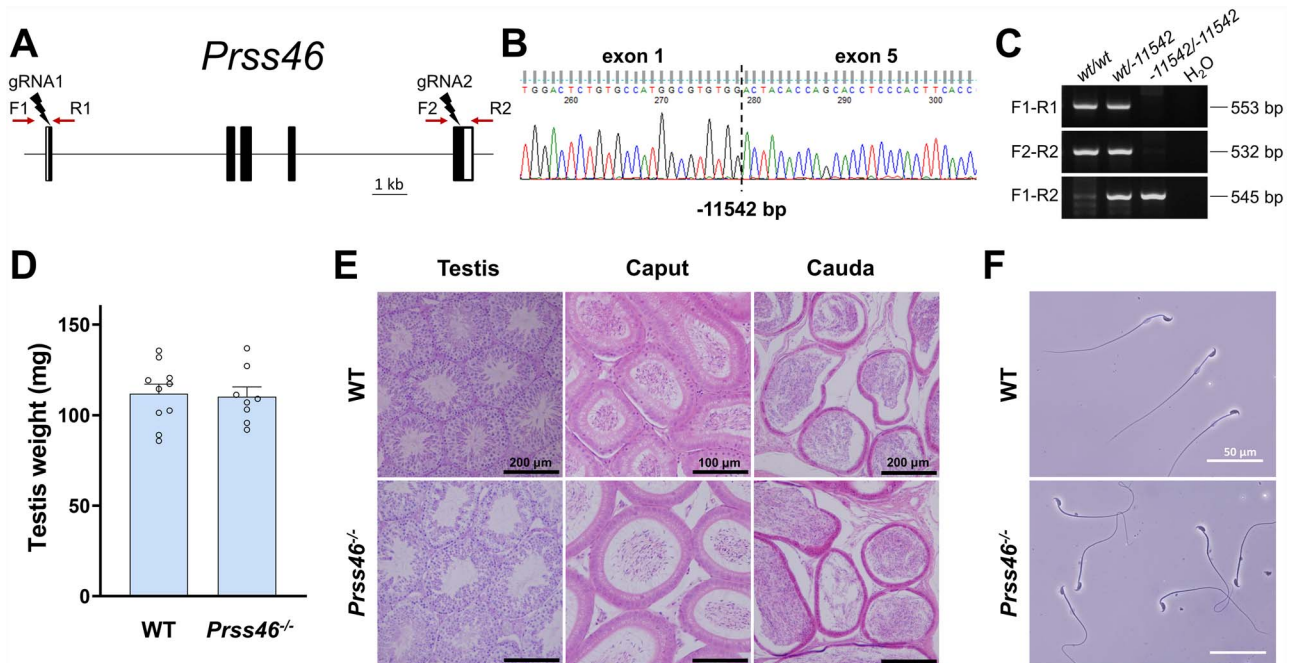 A
Prss46
gRNA1
F1
R1
gRNA2
F2
R2
1 kb
B
exon 1
exon 5
TGGACTCTGTGCCATGGCGTGTGGACTACACCAGCACCTCCCACTTCACC
260
270
280
290
300
-11542 bp
C
wt/wt
wt/-11542
-11542/-11542
H2O
F1-R1
553 bp
F2-R2
532 bp
F1-R2
545 bp
D
Testis weight (mg)
150
100
50
0
WT
Prss46-/-
E
Testis
Caput
Cauda
WT
200 µm
100 µm
200 µm
Prss46-/-
F
WT
50 µm
Prss46-/-